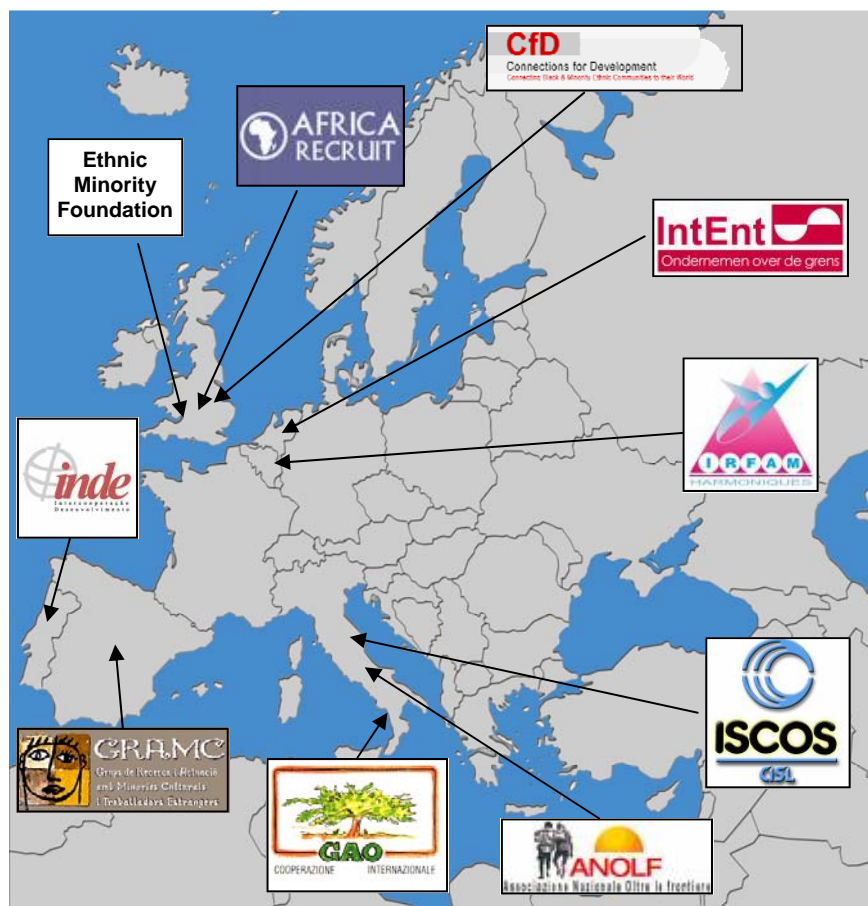 CfD
Connections for Development
Connecting Black & Minority Ethnic Communities to their World
AFRICA
RECRUIT
Ethnic
Minority
Foundation
IntEnt
Ondernemen over de grens
IRFAM
HARMONIQUES
inde
Intercooperação
Desenvolvimento
ISCOS
CISL
GRAMC
Grups de Recerca i Actuació
amb Minories Culturals
i Treballadors Estrangers
GAO
COOPERAZIONE INTERNAZIONALE
ANOLF
Associazione Nazionale Oltre le frontiere